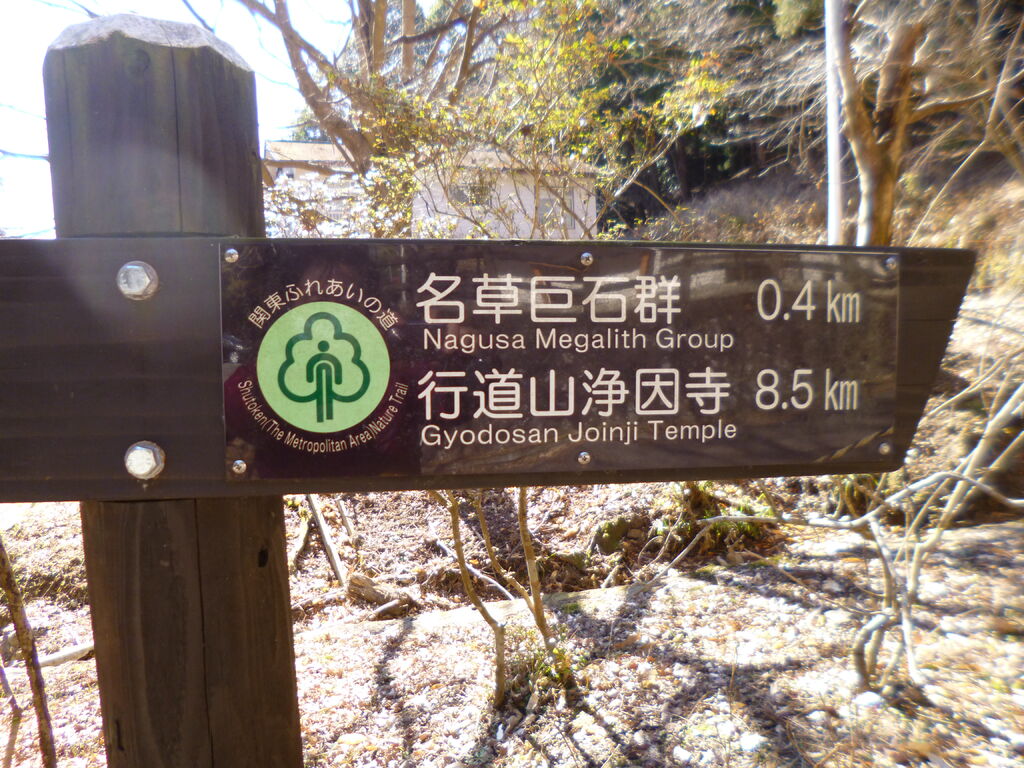 関東ふれあいの道
Shutoken(The Metropolitan Area)Nature Trail
名草巨石群 0.4 km
Nagusa Megalith Group
行道山浄因寺 8.5 km
Gyodosan Joinji Temple